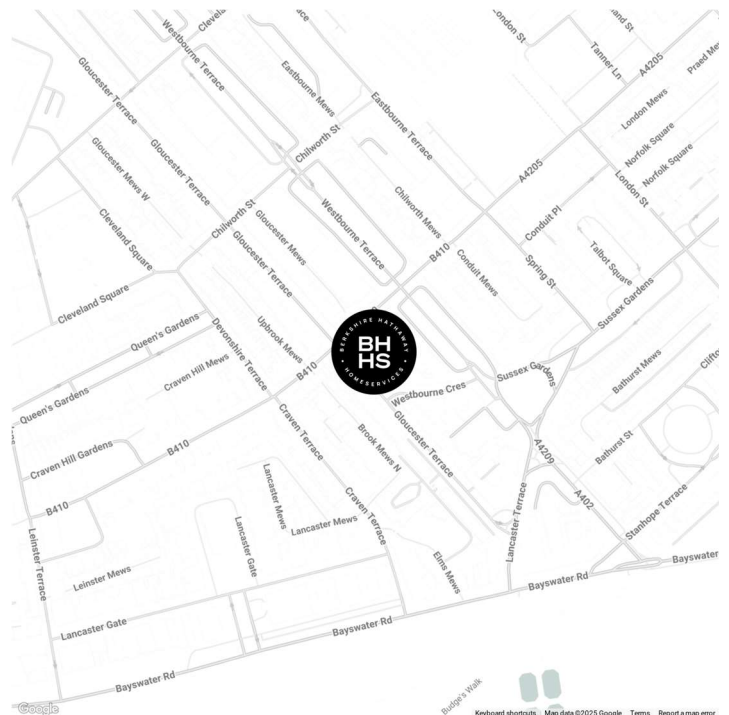 London St
and St
Cleve
Westbourne Terrace
ace
Tanner Ln
A4205
Praed Me
Gloucester Terrace
Eastbourne Mews
Eastbourne Terrace
London Mews
Chilworth St
Norfolk Square
Gloucester Terrace
A4205
Norfolk Square
Gloucester Mews W
London St
Chilworth Mews
Chilworth St
Westbourne Terrace
Conduit Pl
Cleveland Square
Gloucester Mews
B410
Talbot Square
Gloucester Terrace
Conduit Mews
Spring St
Cleveland Square
Sussex Gardens
Upbrook Mews
Queen's Gardens
BERKSHIRE HATHAWAY
BH
HS
HOMESERVICES
Devonshire Terrace
Craven Hill Mews
B410
Sussex Gardens
Bathurst Mews
Clifto
Queen's Gardens
Westbourne Cres
Craven Terrace
Gloucester Terrace
Brook Mews N
B410
A4209
Bathurst St
Craven Hill Gardens
Lancaster Mews
A402
B410
Craven Terrace
Lancaster Terrace
Stanhope Terrace
Lancaster Mews
Leinster Terrace
Lancaster Gate
Elms Mews
Bayswater
Leinster Mews
Bayswater Rd
Lancaster Gate
Bayswater Rd
Bayswater Rd
Budge's Walk
Google
Keyboard shortcuts Map data ©2025 Google Terms Report a map error